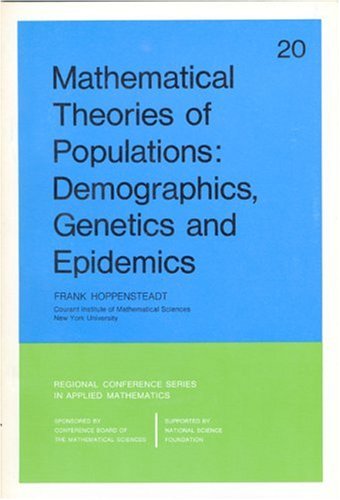 20
Mathematical
Theories of
Populations:
Demographics,
Genetics and
Epidemics
FRANK HOPPENSTEADT
Courant Institute of Mathematical Sciences
New York University
REGIONAL CONFERENCE SERIES
IN APPLIED MATHEMATICS
SPONSORED BY
CONFERENCE BOARD OF
THE MATHEMATICAL SCIENCES
SUPPORTED BY
NATIONAL SCIENCE
FOUNDATION